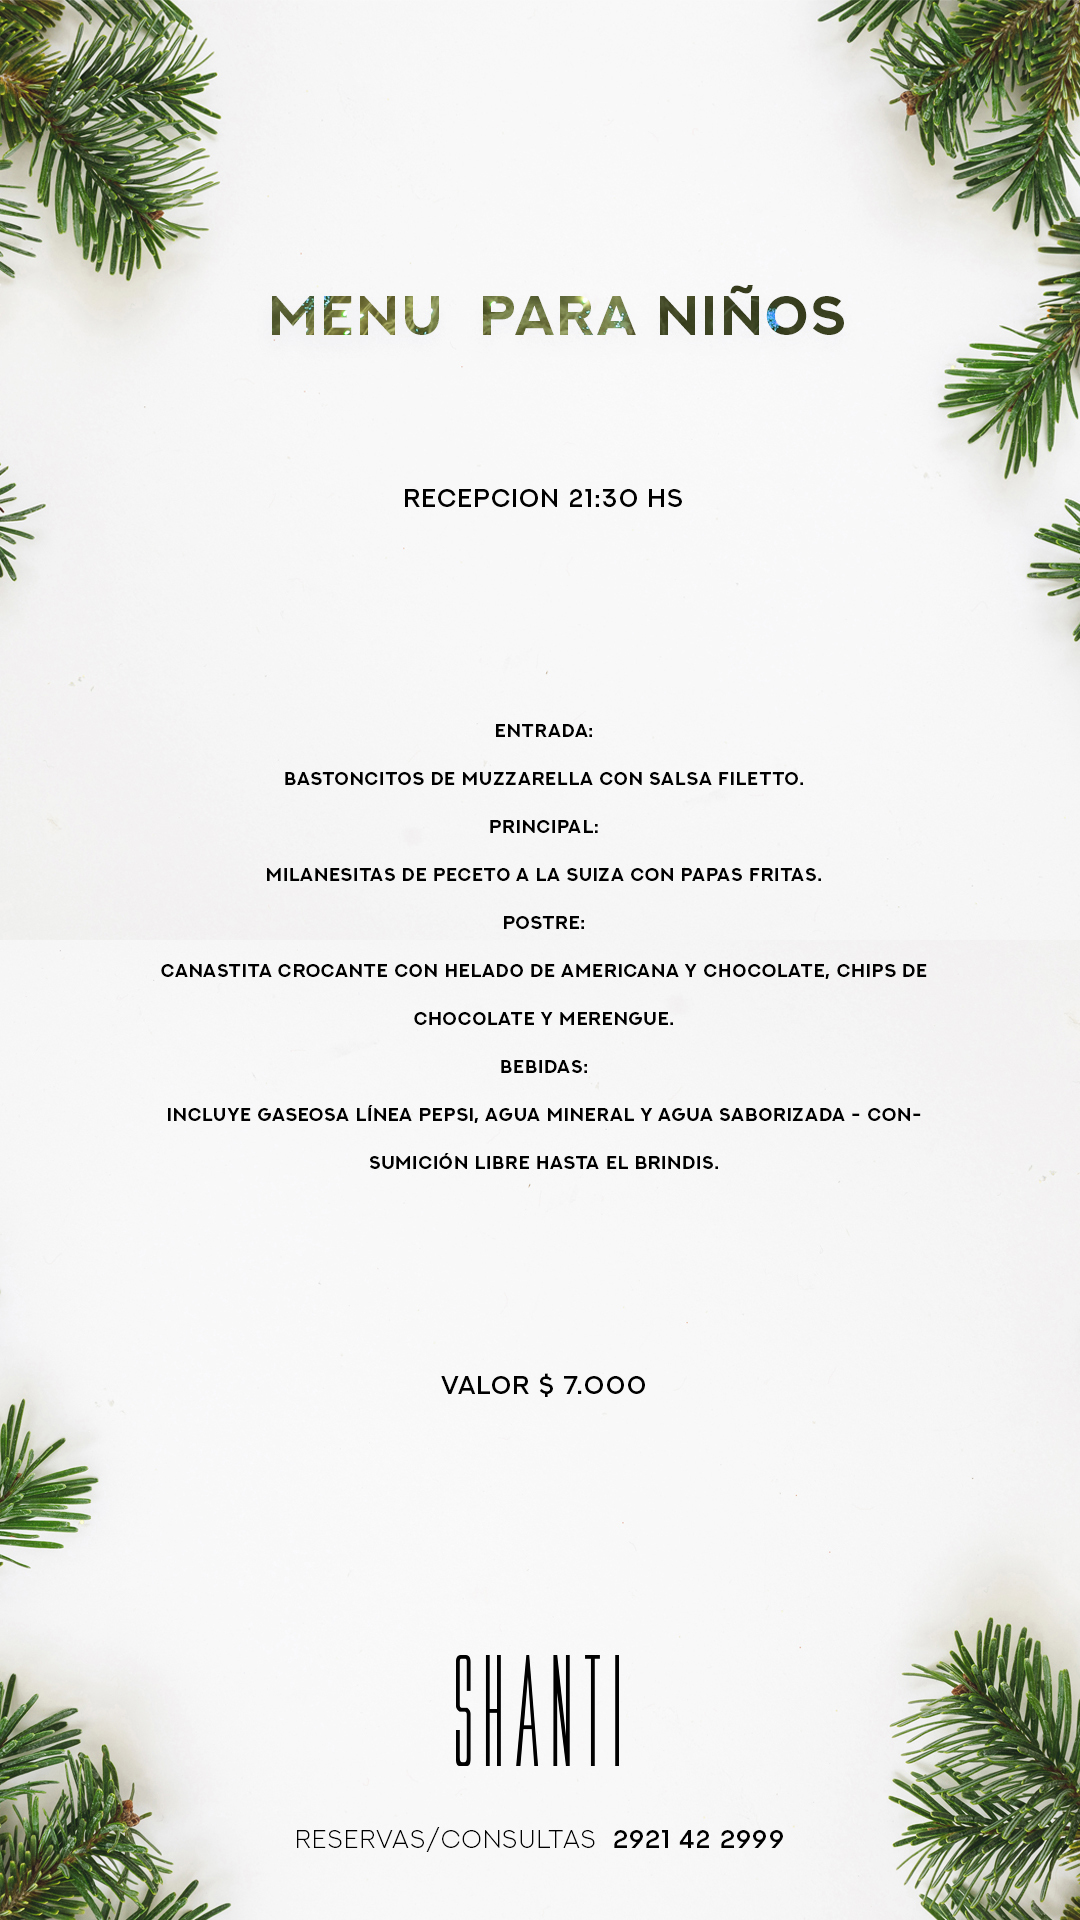 MENU PARA NIÑOS
RECEPCION 21:30 HS
ENTRADA:
BASTONCITOS DE MUZZARELLA CON SALSA FILETTO.
PRINCIPAL:
MILANESITAS DE PECETO A LA SUIZA CON PAPAS FRITAS.
POSTRE:
CANASTITA CROCANTE CON HELADO DE AMERICANA Y CHOCOLATE, CHIPS DE
CHOCOLATE Y MERENGUE.
BEBIDAS:
INCLUYE GASEOSA LÍNEA PEPSI, AGUA MINERAL Y AGUA SABORIZADA - CON-
SUMICIÓN LIBRE HASTA EL BRINDIS.
VALOR $ 7.000
SHANTI
RESERVAS/CONSULTAS 2921 42 2999